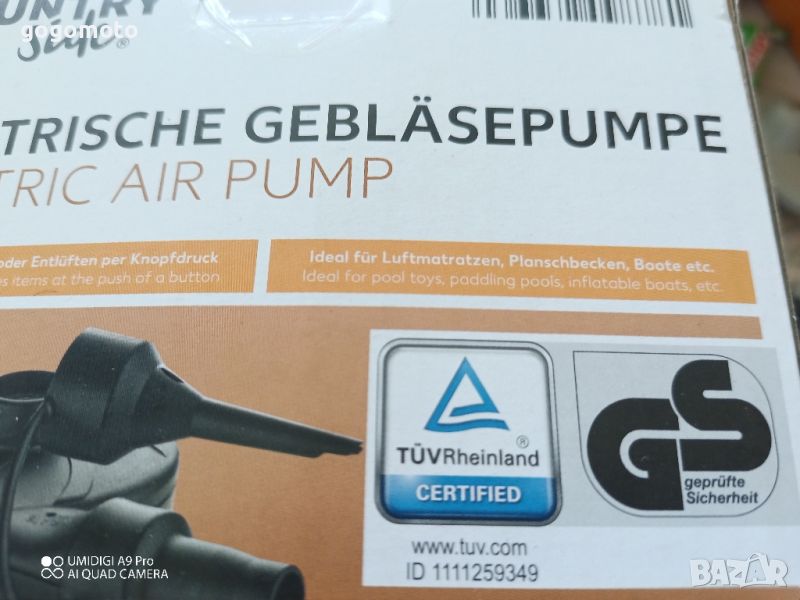 UNTRY
Style®
gogomoto
TRISCHE GEBLÄSEPUMPE
TRIC AIR PUMP
oder Entlüften per Knopfdruck
es items at the push of a button
Ideal für Luftmatratzen, Planschbecken, Boote etc.
Ideal for pool toys, paddling pools, inflatable boats, etc.
TÜVRheinland®
CERTIFIED
GS
geprüfte
Sicherheit
www.tuv.com
ID 1111259349
UMIDIGI A9 Pro
AI QUAD CAMERA
BAZAR